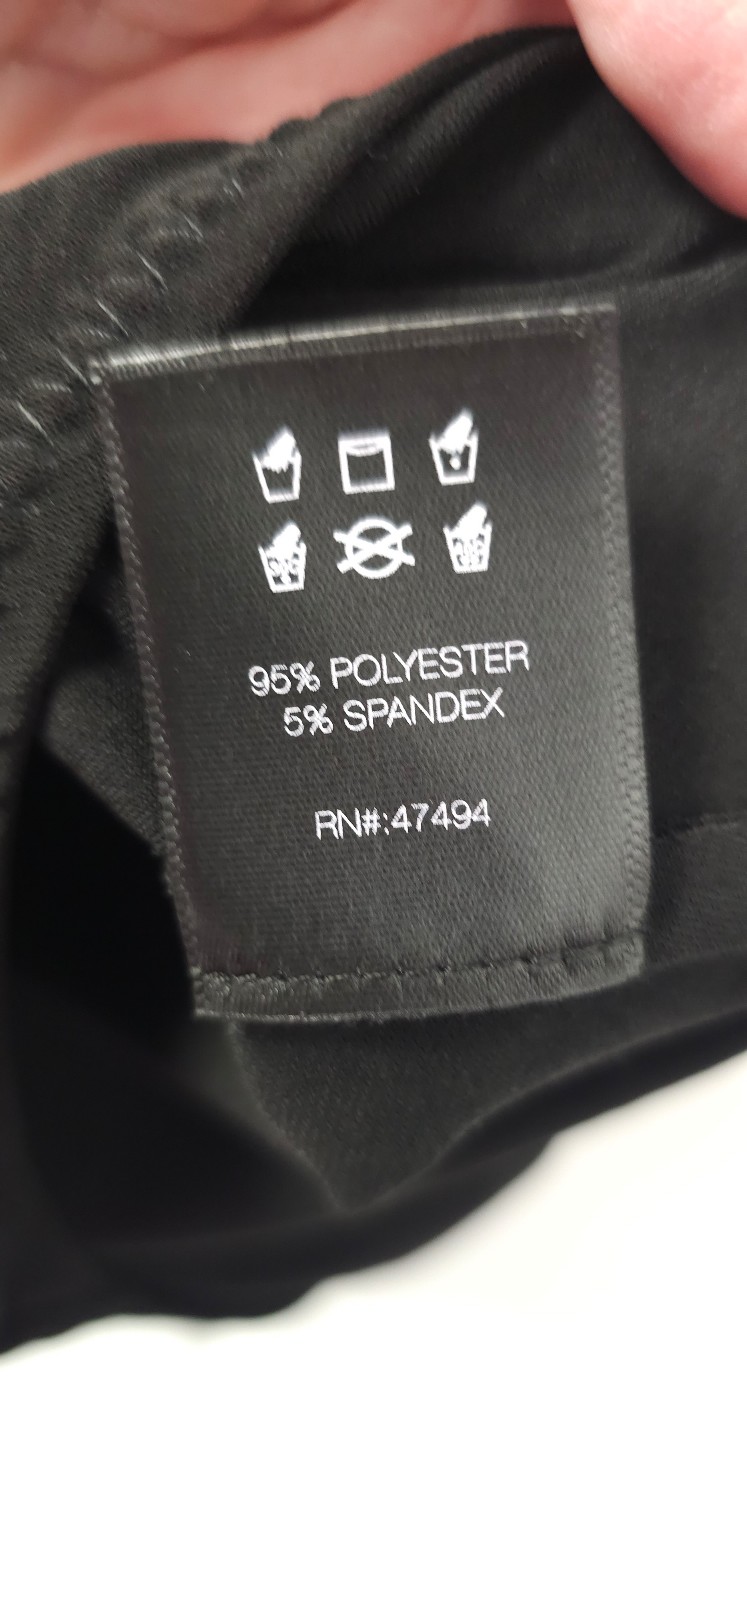 95% POLYESTER
5% SPANDEX
RN#:47494